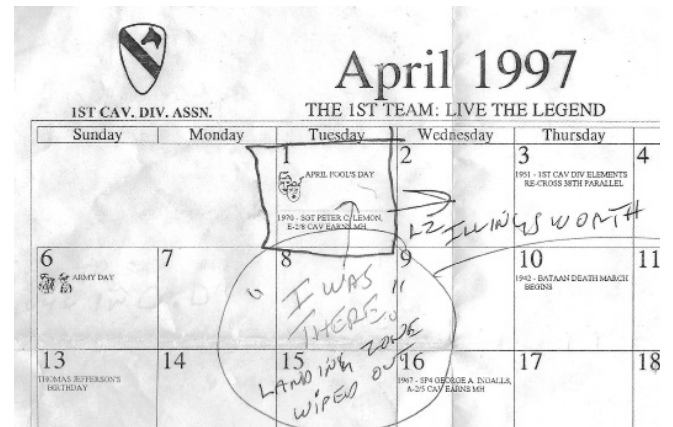 April 1997
1ST CAV. DIV. ASSN.
THE 1ST TEAM: LIVE THE LEGEND
Sunday Monday Tuesday Wednesday Thursday
1 2 3 4
APRIL FOOL'S DAY
1951 - 1ST CAV DIV ELEMENTS
RE-CROSS 38TH PARALLEL
1970 - SGT PETER C. LEMON,
E-2/8 CAV EARNS MH
LZ ILLINGSWORTH
6 7 8 9 10 11
ARMY DAY
1942 - BATAAN DEATH MARCH
BEGINS
" I WAS "
THERE.
LANDING ZONE
WIPED OUT
13 14 15 16 17 18
THOMAS JEFFERSON'S
BIRTHDAY
1967 - SP4 GEORGE A. INGALLS,
A-2/5 CAV EARNS MH